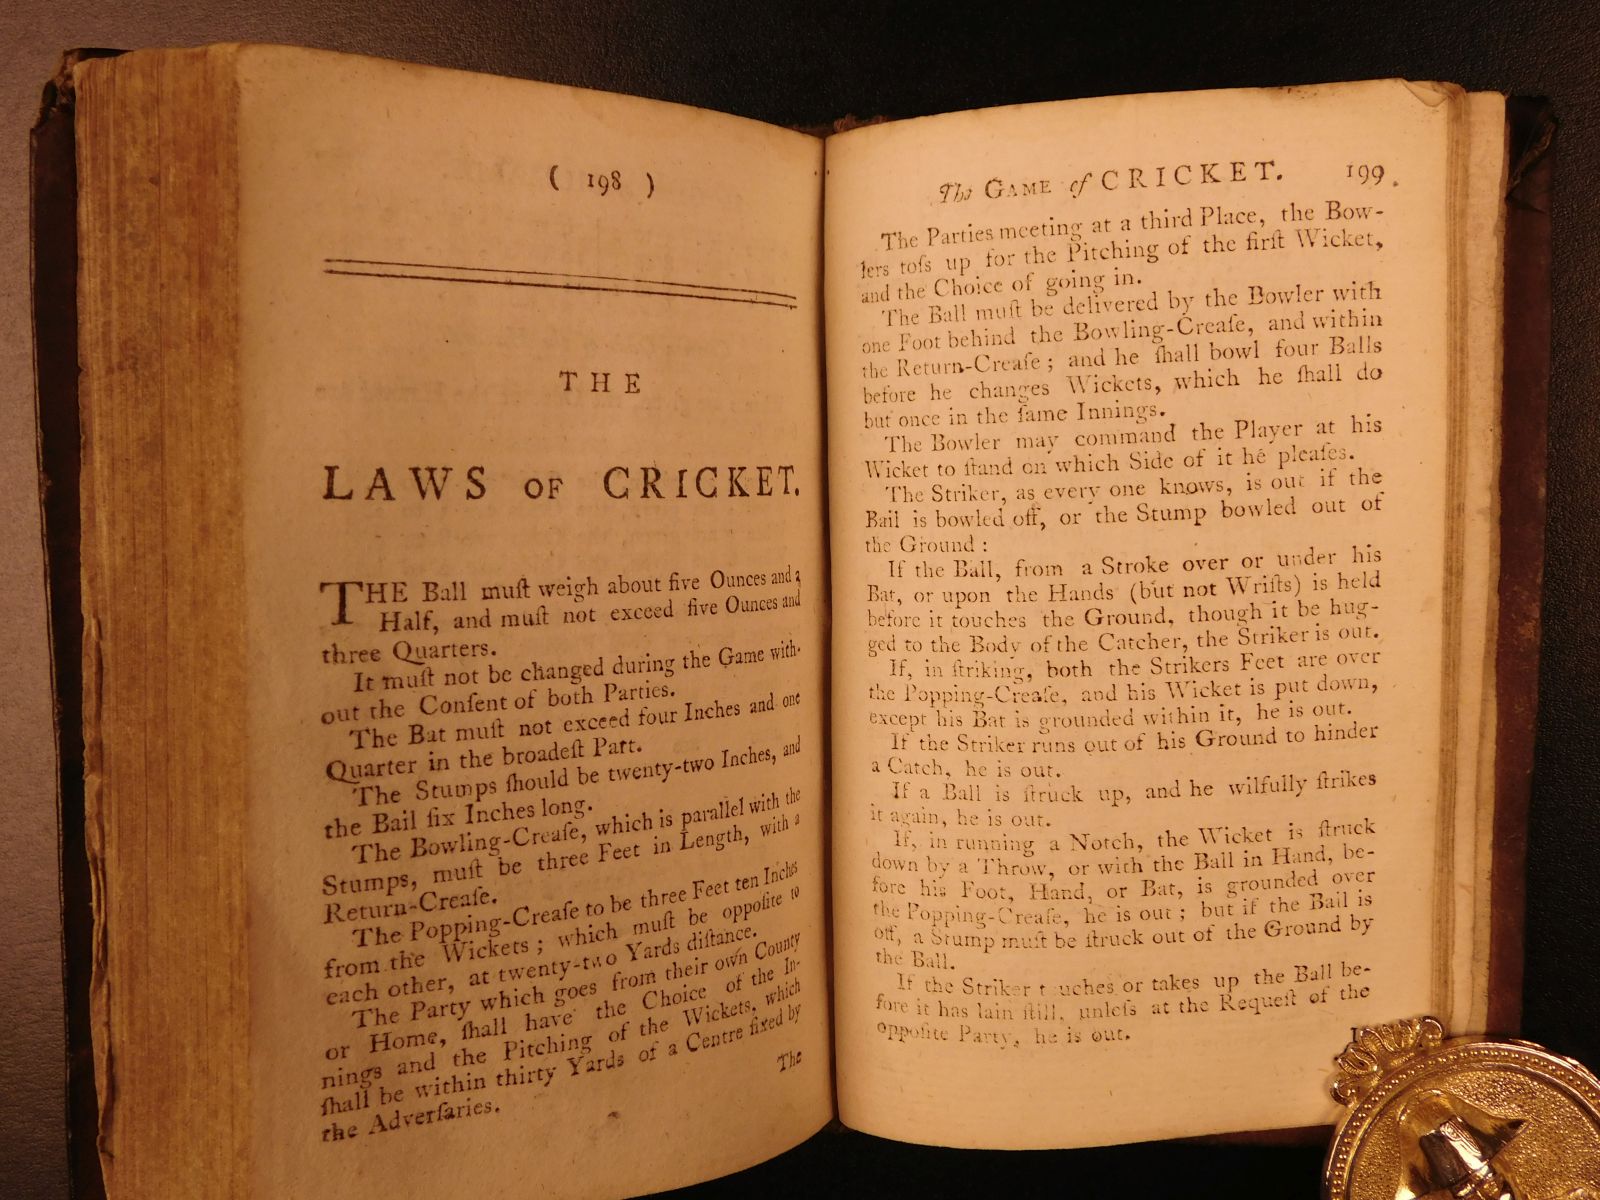 ( 198 )
THE
LAWS OF CRICKET.
THE Ball muſt weigh about five Ounces and a
Half, and muſt not exceed five Ounces and
three Quarters.
It muſt not be changed during the Game with-
out the Conſent of both Parties.
The Bat muſt not exceed four Inches and one
Quarter in the broadeſt Part.
The Stumps ſhould be twenty-two Inches, and
the Bail ſix Inches long.
The Bowling-Creaſe, which is parallel with the
Stumps, muſt be three Feet in Length, with a
Return-Creaſe.
The Popping-Creaſe to be three Feet ten Inches
from the Wickets ; which muſt be oppoſite to
each other, at twenty-two Yards diſtance.
The Party which goes from their own County
or Home, ſhall have the Choice of the In-
nings and the Pitching of the Wickets, which
ſhall be within thirty Yards of a Centre fixed by
the Adverſaries.
The
The GAME of CRICKET. 199
The Parties meeting at a third Place, the Bow-
lers toſs up for the Pitching of the firſt Wicket,
and the Choice of going in.
The Ball muſt be delivered by the Bowler with
one Foot behind the Bowling-Creaſe, and within
the Return-Creaſe ; and he ſhall bowl four Balls
before he changes Wickets, which he ſhall do
but once in the ſame Innings.
The Bowler may command the Player at his
Wicket to ſtand on which Side of it he pleaſes.
The Striker, as every one knows, is out if the
Bail is bowled off, or the Stump bowled out of
the Ground :
If the Ball, from a Stroke over or under his
Bat, or upon the Hands (but not Wriſts) is held
before it touches the Ground, though it be hug-
ged to the Body of the Catcher, the Striker is out.
If, in ſtriking, both the Strikers Feet are over
the Popping-Creaſe, and his Wicket is put down,
except his Bat is grounded within it, he is out.
If the Striker runs out of his Ground to hinder
a Catch, he is out.
If a Ball is ſtruck up, and he wilfully ſtrikes
it again, he is out.
If, in running a Notch, the Wicket is ſtruck
down by a Throw, or with the Ball in Hand, be-
fore his Foot, Hand, or Bat, is grounded over
the Popping-Creaſe, he is out ; but if the Bail is
off, a Stump muſt be ſtruck out of the Ground by
the Ball.
If the Striker touches or takes up the Ball be-
fore it has lain ſtill, unleſs at the Requeſt of the
oppoſite Party, he is out.